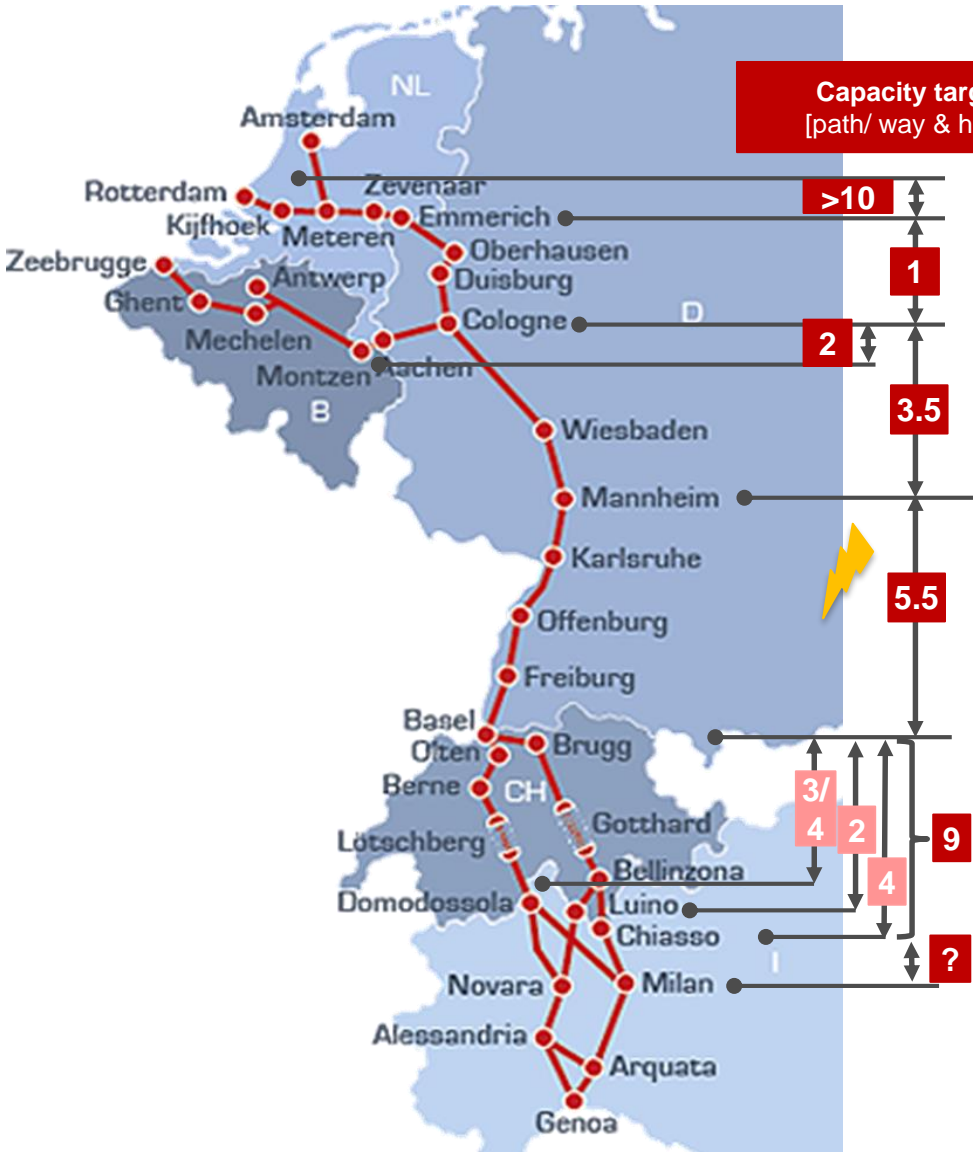 NL
Capacity targ
[path/ way & h
Amsterdam
Rotterdam
Zevenaar
>10
Kijfhoek
Meteren
Emmerich
Oberhausen
1
Zeebrugge
Antwerp
Duisburg
Ghent
Cologne
D
Mechelen
2
Montzen
Aachen
B
3.5
Wiesbaden
Mannheim
Karlsruhe
5.5
Offenburg
Freiburg
Basel
Olten
Brugg
Berne
CH
3/
4
2
Lötschberg
Gotthard
9
4
Bellinzona
Domodossola
Luino
Chiasso
I
?
Novara
Milan
Alessandria
Arquata
Genoa